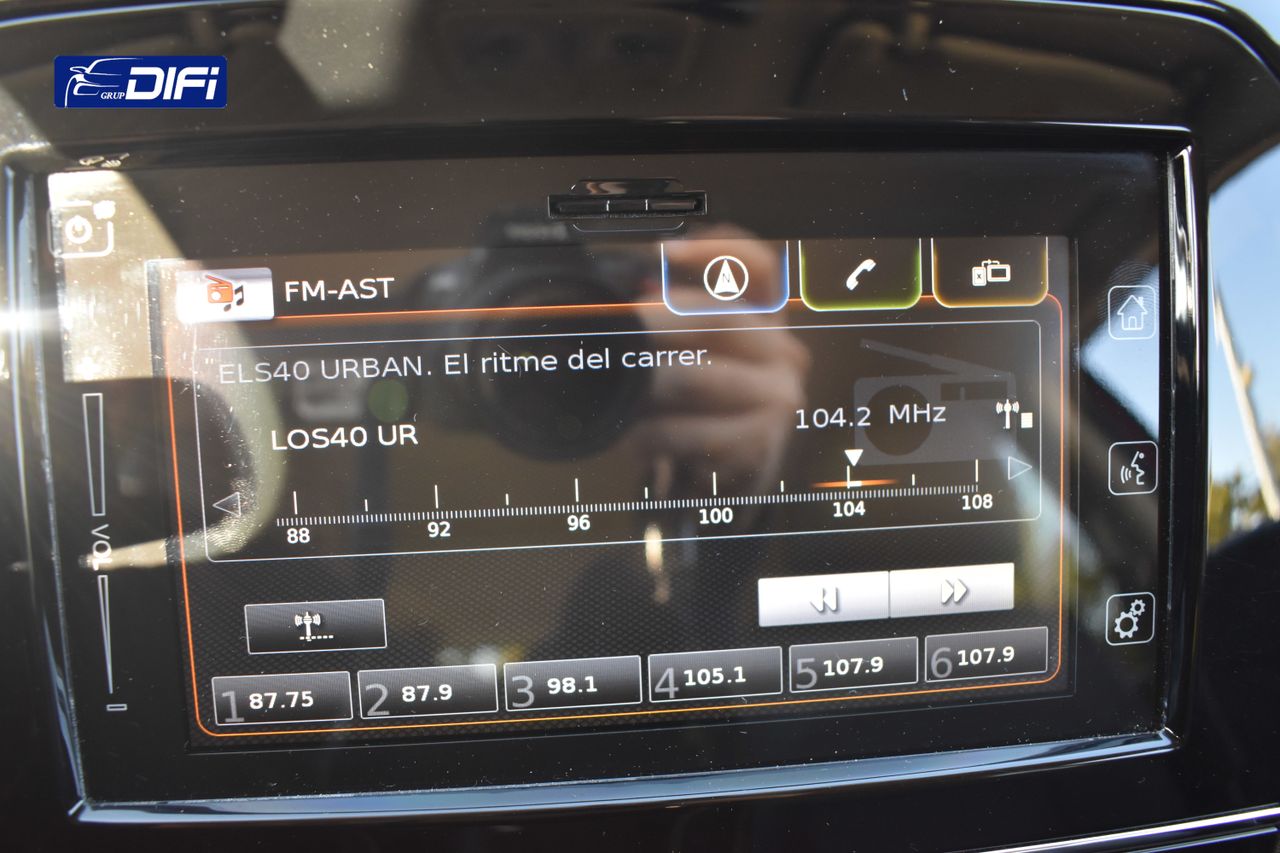 GRUP DIFi
FM-AST
"ELS40 URBAN. El ritme del carrer.
LOS40 UR
104.2 MHz
88 92 96 100 104 108
VOL
1 87.75
2 87.9
3 98.1
4 105.1
5 107.9
6 107.9